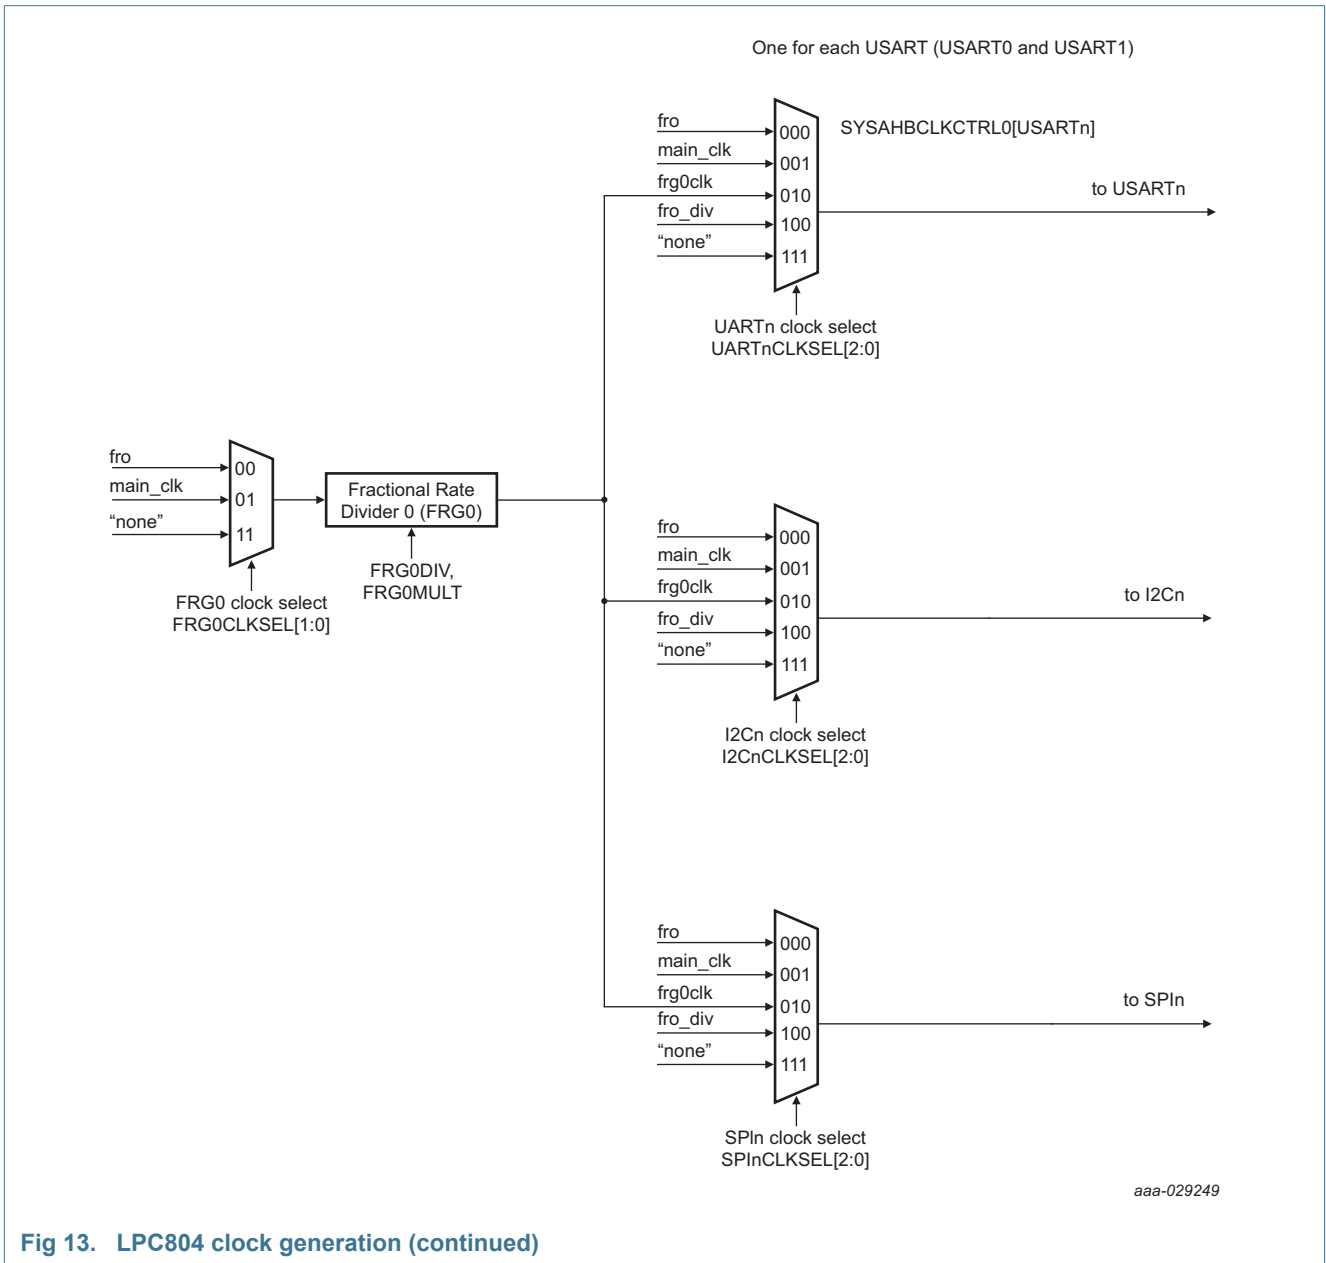 One for each USART (USART0 and USART1)
fro
000
SYSAHBCLKCTRL0[USARTn]
main_clk
001
frg0clk
010
to USARTn
fro_div
100
“none”
111
UARTn clock select
UARTnCLKSEL[2:0]
fro
00
main_clk
01
“none”
11
Fractional Rate
Divider 0 (FRG0)
FRG0DIV,
FRG0MULT
FRG0 clock select
FRG0CLKSEL[1:0]
fro
000
main_clk
001
frg0clk
010
to I2Cn
fro_div
100
“none”
111
I2Cn clock select
I2CnCLKSEL[2:0]
fro
000
main_clk
001
frg0clk
010
to SPIn
fro_div
100
“none”
111
SPIn clock select
SPInCLKSEL[2:0]
aaa-029249
Fig 13. LPC804 clock generation (continued)